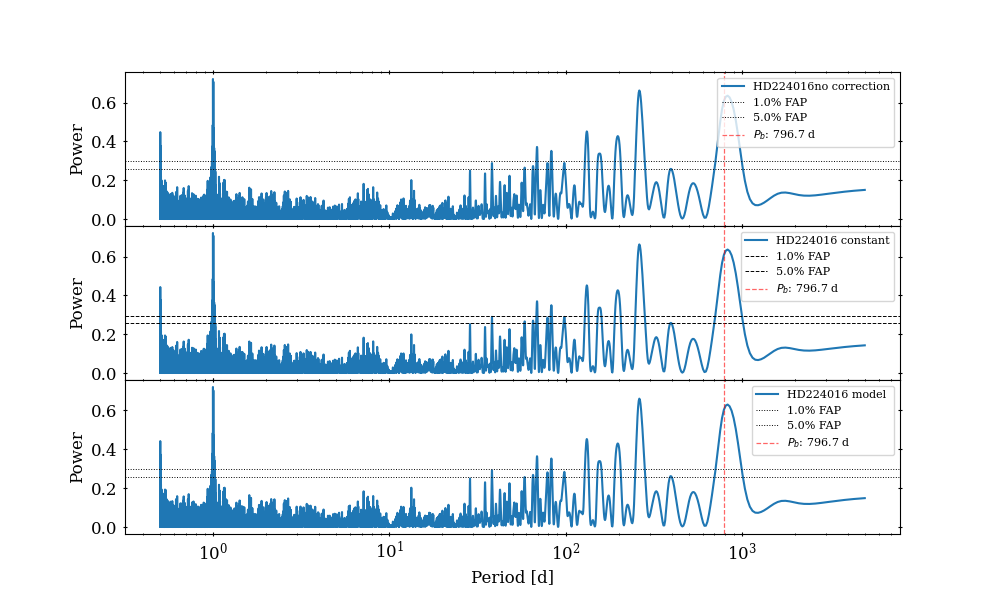 HD224016no correction
1.0% FAP
5.0% FAP
P_b: 796.7 d
Power
0.6
0.4
0.2
0.0
HD224016 constant
1.0% FAP
5.0% FAP
P_b: 796.7 d
Power
0.6
0.4
0.2
0.0
HD224016 model
1.0% FAP
5.0% FAP
P_b: 796.7 d
Power
0.6
0.4
0.2
0.0
10^0 10^1 10^2 10^3
Period [d]